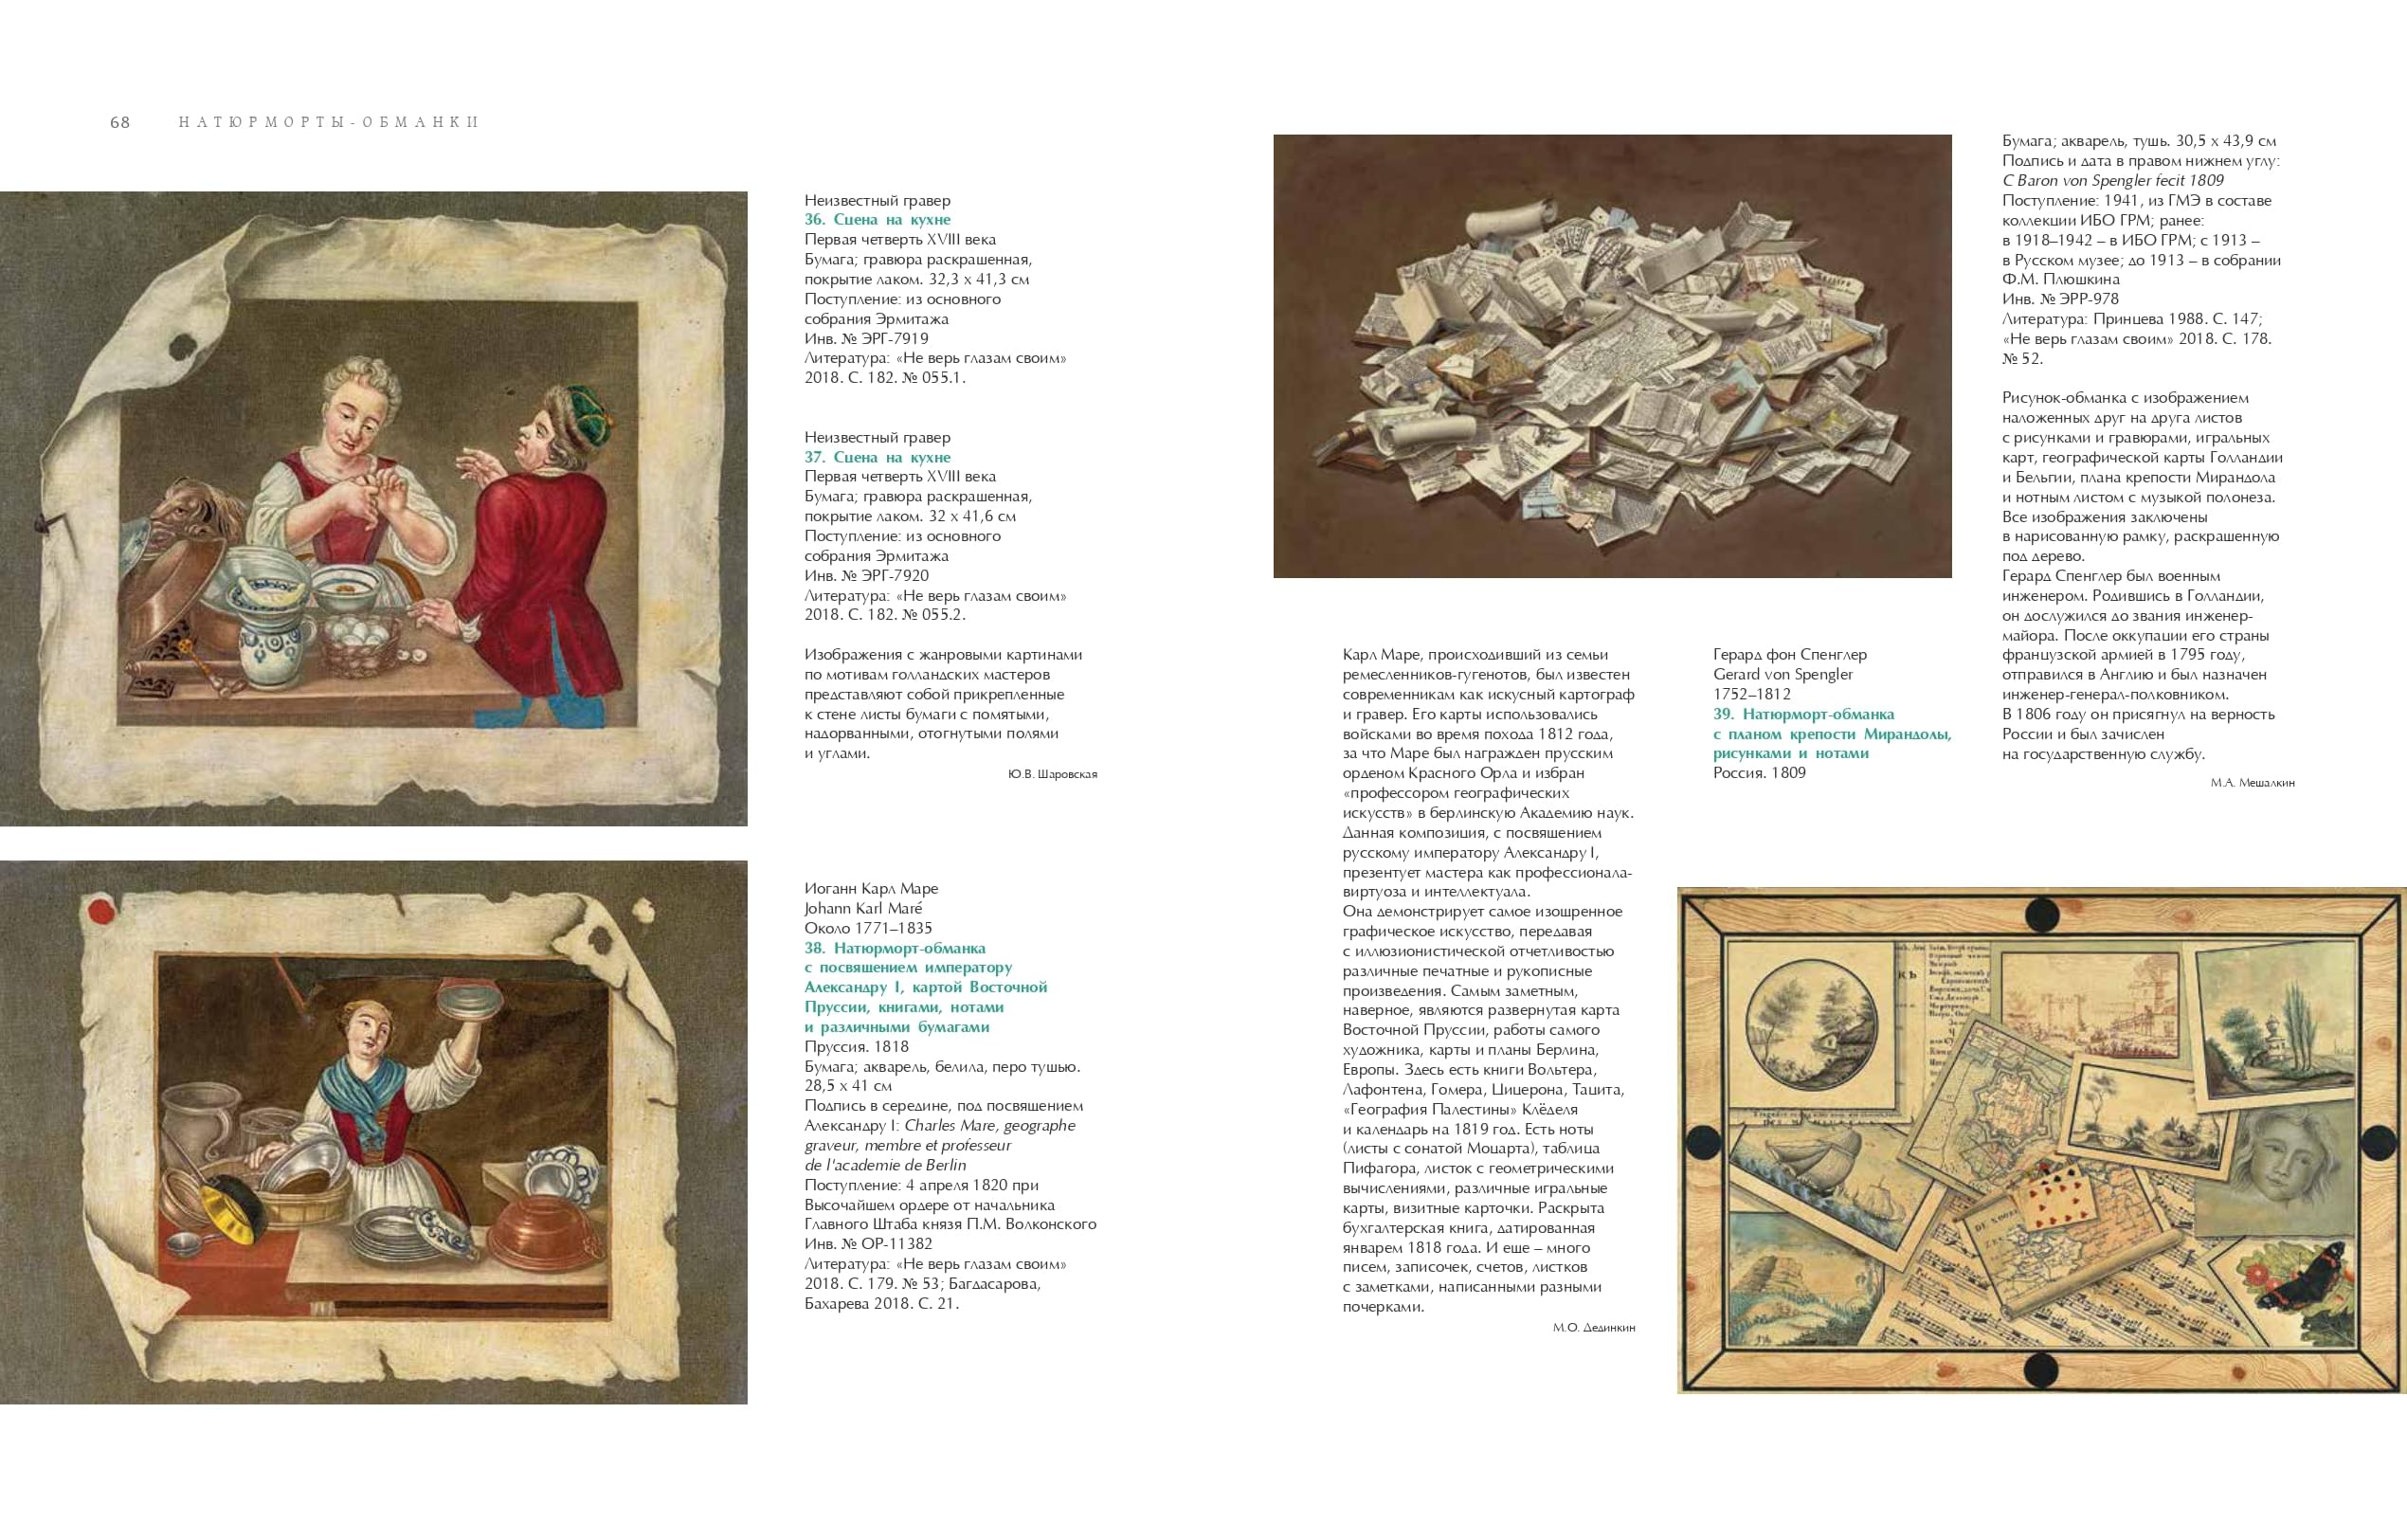 68 НАТЮРМОРТЫ-ОБМАНКИ
Неизвестный гравер
36. Сцена на кухне
Первая четверть XVIII века
Бумага; гравюра раскрашенная,
покрытие лаком. 32,3 x 41,3 см
Поступление: из основного
собрания Эрмитажа
Инв. № ЭРГ-7919
Литература: «Не верь глазам своим»
2018. С. 182. № 055.1.
Неизвестный гравер
37. Сцена на кухне
Первая четверть XVIII века
Бумага; гравюра раскрашенная,
покрытие лаком. 32 x 41,6 см
Поступление: из основного
собрания Эрмитажа
Инв. № ЭРГ-7920
Литература: «Не верь глазам своим»
2018. С. 182. № 055.2.
Изображения с жанровыми картинами
по мотивам голландских мастеров
представляют собой прикрепленные
к стене листы бумаги с помятыми,
надорванными, отогнутыми полями
и углами.
Ю.В. Шаровская
Иоганн Карл Маре
Johann Karl Maré
Около 1771–1835
38. Натюрморт-обманка
с посвящением императору
Александру I, картой Восточной
Пруссии, книгами, нотами
и различными бумагами
Пруссия. 1818
Бумага; акварель, белила, перо тушью.
28,5 x 41 см
Подпись в середине, под посвящением
Александру I: Charles Mare, geographe
graveur, membre et professeur
de l'academie de Berlin
Поступление: 4 апреля 1820 при
Высочайшем ордере от начальника
Главного Штаба князя П.М. Волконского
Инв. № ОР-11382
Литература: «Не верь глазам своим»
2018. С. 179. № 53; Багдасарова,
Бахарева 2018. С. 21.
Карл Маре, происходивший из семьи
ремесленников-гугенотов, был известен
современникам как искусный картограф
и гравер. Его карты использовались
войсками во время похода 1812 года,
за что Маре был награжден прусским
орденом Красного Орла и избран
«профессором географических
искусств» в берлинскую Академию наук.
Данная композиция, с посвящением
русскому императору Александру I,
презентует мастера как профессионала-
виртуоза и интеллектуала.
Она демонстрирует самое изощренное
графическое искусство, передавая
с иллюзионистической отчетливостью
различные печатные и рукописные
произведения. Самым заметным,
наверное, являются развернутая карта
Восточной Пруссии, работы самого
художника, карты и планы Берлина,
Европы. Здесь есть книги Вольтера,
Лафонтена, Гомера, Цицерона, Тацита,
«География Палестины» Клёделя
и календарь на 1819 год. Есть ноты
(листы с сонатой Моцарта), таблица
Пифагора, листок с геометрическими
вычислениями, различные игральные
карты, визитные карточки. Раскрыта
бухгалтерская книга, датированная
январем 1818 года. И еще – много
писем, записочек, счетов, листков
с заметками, написанными разными
почерками.
М.О. Дединкин
Герард фон Спенглер
Gerard von Spengler
1752–1812
39. Натюрморт-обманка
с планом крепости Мирандолы,
рисунками и нотами
Россия. 1809
Бумага; акварель, тушь. 30,5 x 43,9 см
Подпись и дата в правом нижнем углу:
C Baron von Spengler fecit 1809
Поступление: 1941, из ГМЭ в составе
коллекции ИБО ГРМ; ранее:
в 1918–1942 – в ИБО ГРМ; с 1913 –
в Русском музее; до 1913 – в собрании
Ф.М. Плюшкина
Инв. № ЭРР-978
Литература: Принцева 1988. С. 147;
«Не верь глазам своим» 2018. С. 178.
№ 52.
Рисунок-обманка с изображением
наложенных друг на друга листов
с рисунками и гравюрами, игральных
карт, географической карты Голландии
и Бельгии, плана крепости Мирандола
и нотным листом с музыкой полонеза.
Все изображения заключены
в нарисованную рамку, раскрашенную
под дерево.
Герард Спенглер был военным
инженером. Родившись в Голландии,
он дослужился до звания инженер-
майора. После оккупации его страны
французской армией в 1795 году,
отправился в Англию и был назначен
инженер-генерал-полковником.
В 1806 году он присягнул на верность
России и был зачислен
на государственную службу.
М.А. Мешалкин